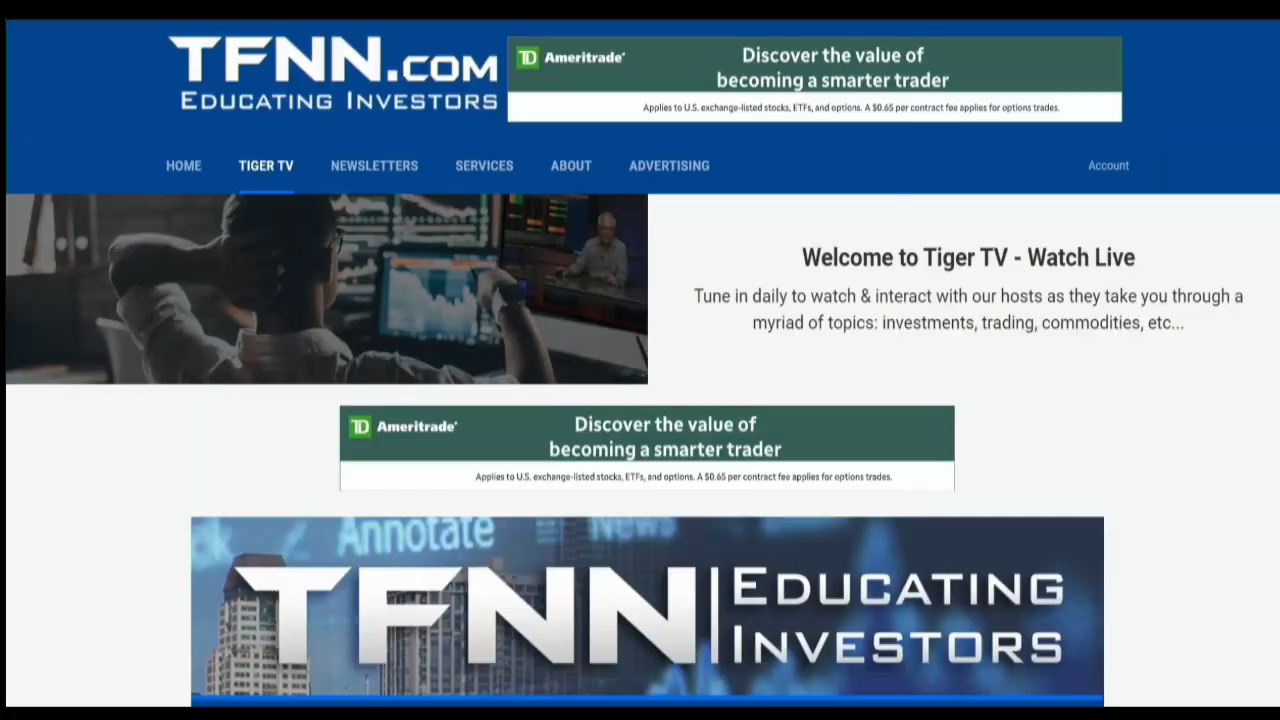 TFNN.COM
EDUCATING INVESTORS
TD Ameritrade
Discover the value of
becoming a smarter trader
Applies to U.S. exchange-listed stocks, ETFs, and options. A $0.65 per contract fee applies for options trades.
HOME TIGER TV NEWSLETTERS SERVICES ABOUT ADVERTISING Account
Welcome to Tiger TV - Watch Live
Tune in daily to watch & interact with our hosts as they take you through a
myriad of topics: investments, trading, commodities, etc...
TD Ameritrade
Discover the value of
becoming a smarter trader
Applies to U.S. exchange-listed stocks, ETFs, and options. A $0.65 per contract fee applies for options trades.
Annotate News
TFNN EDUCATING
INVESTORS